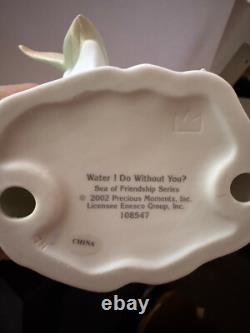 Water I Do Without You?
Sea of Friendship Series
© 2002 Precious Moments, Inc.
Licensee Enesco Group, Inc.
108547
CHINA